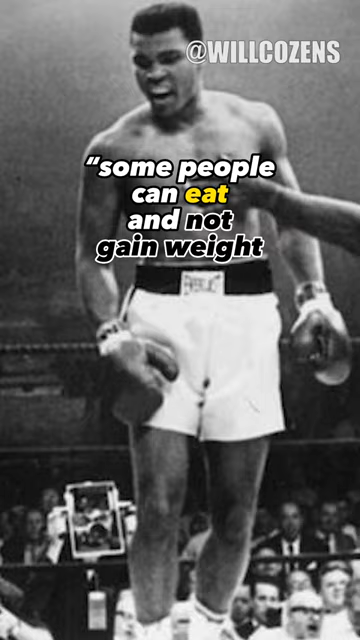 @WILLCOZENS
“some people
can eat
and not
gain weight
EVERLAST